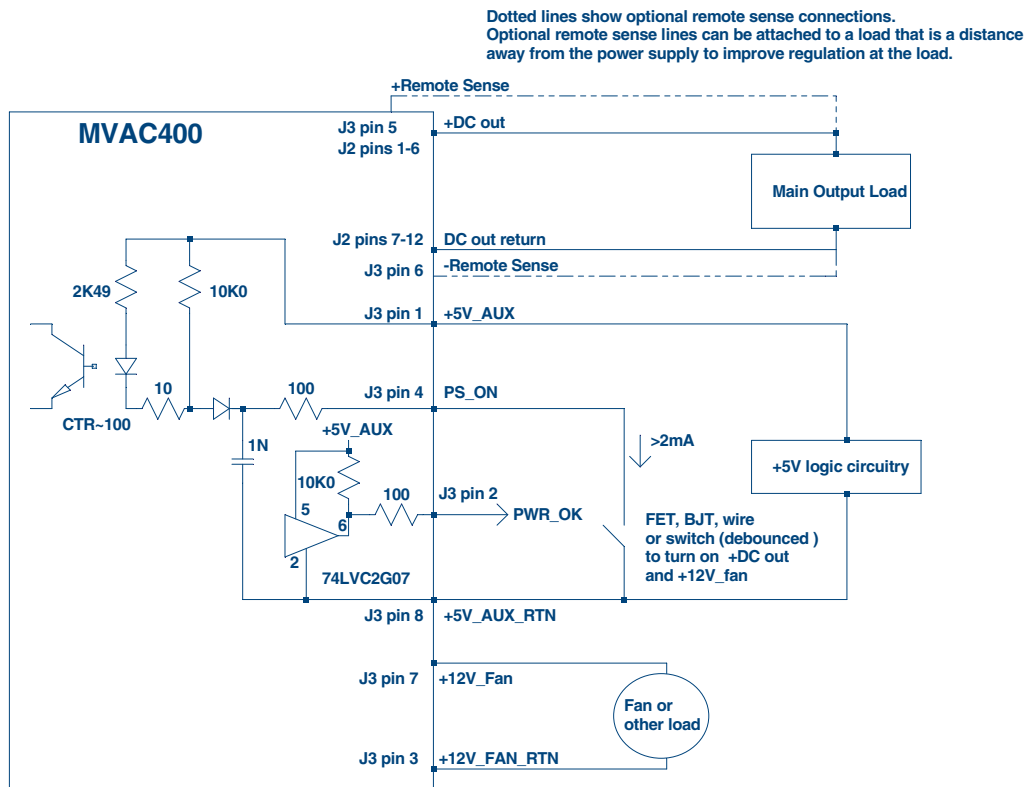 Dotted lines show optional remote sense connections.
Optional remote sense lines can be attached to a load that is a distance
away from the power supply to improve regulation at the load.
+Remote Sense
MVAC400
J3 pin 5
+DC out
J2 pins 1-6
Main Output Load
J2 pins 7-12
DC out return
J3 pin 6
-Remote Sense
2K49
10K0
J3 pin 1
+5V_AUX
10
100
J3 pin 4
PS_ON
CTR~100
+5V_AUX
1N
>2mA
+5V logic circuitry
10K0
100
J3 pin 2
5
6
2
PWR_OK
FET, BJT, wire
or switch (debounced )
to turn on +DC out
and +12V_fan
74LVC2G07
J3 pin 8
+5V_AUX_RTN
J3 pin 7
+12V_Fan
Fan or
other load
J3 pin 3
+12V_FAN_RTN